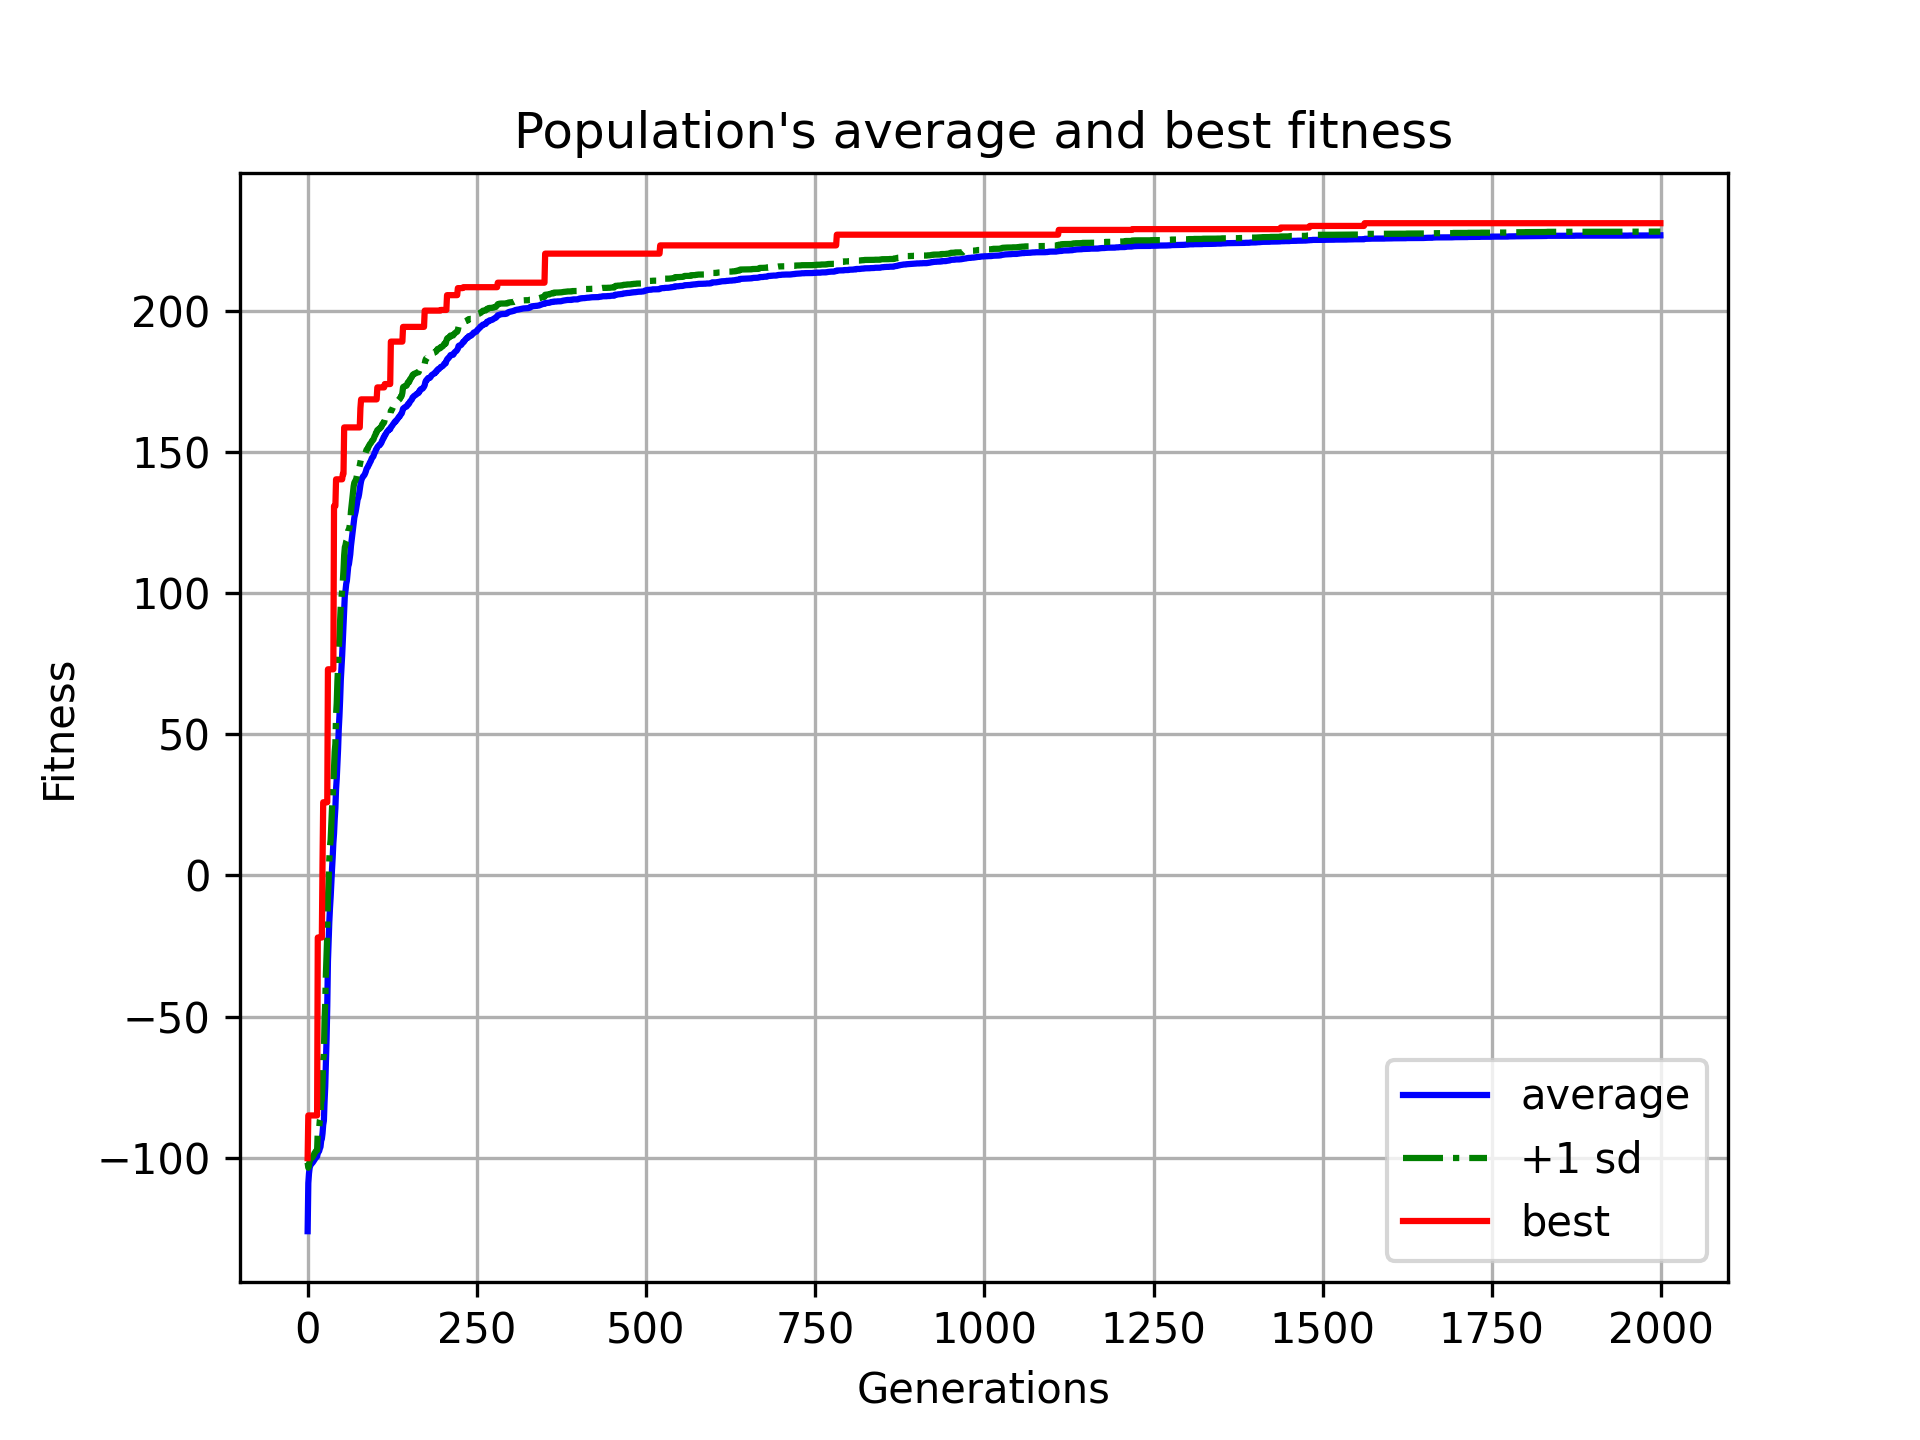 Population's average and best fitness
Fitness
200
150
100
50
0
−50
−100
average
+1 sd
best
0 250 500 750 1000 1250 1500 1750 2000
Generations